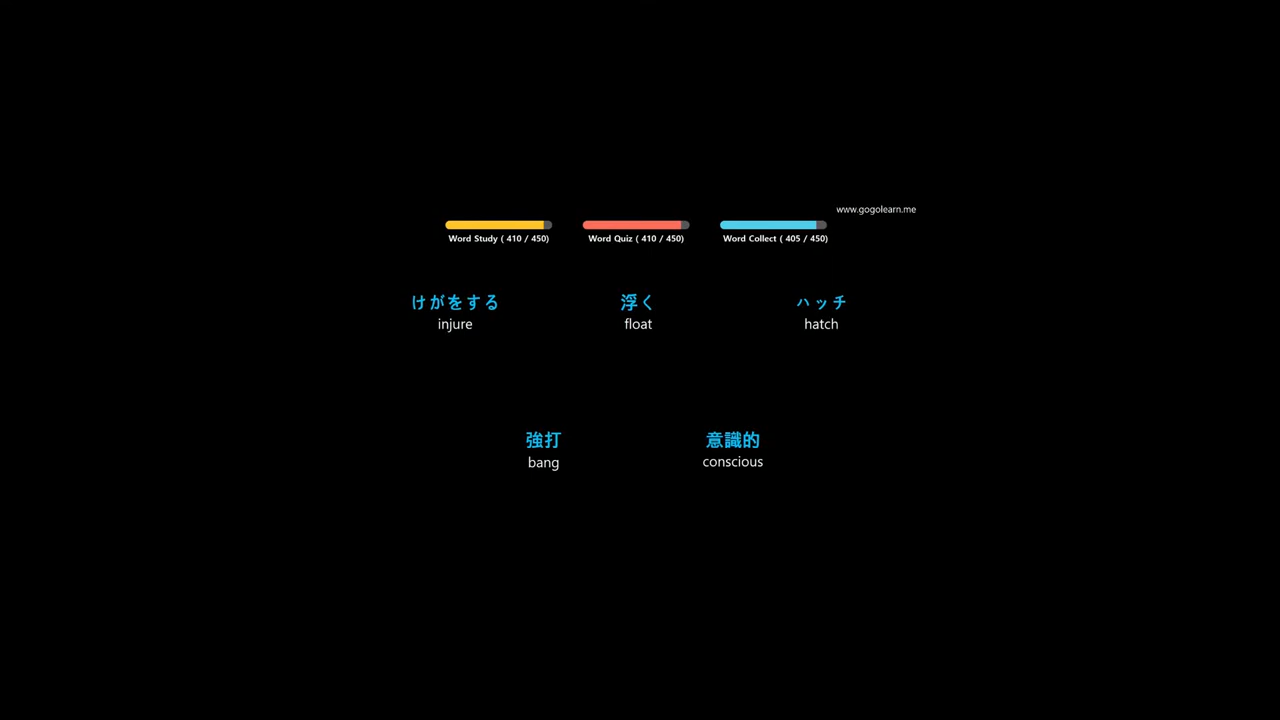 www.gogolearn.me
Word Study ( 410 / 450)
Word Quiz ( 410 / 450)
Word Collect ( 405 / 450)
けがをする
injure
浮く
float
ハッチ
hatch
強打
bang
意識的
conscious